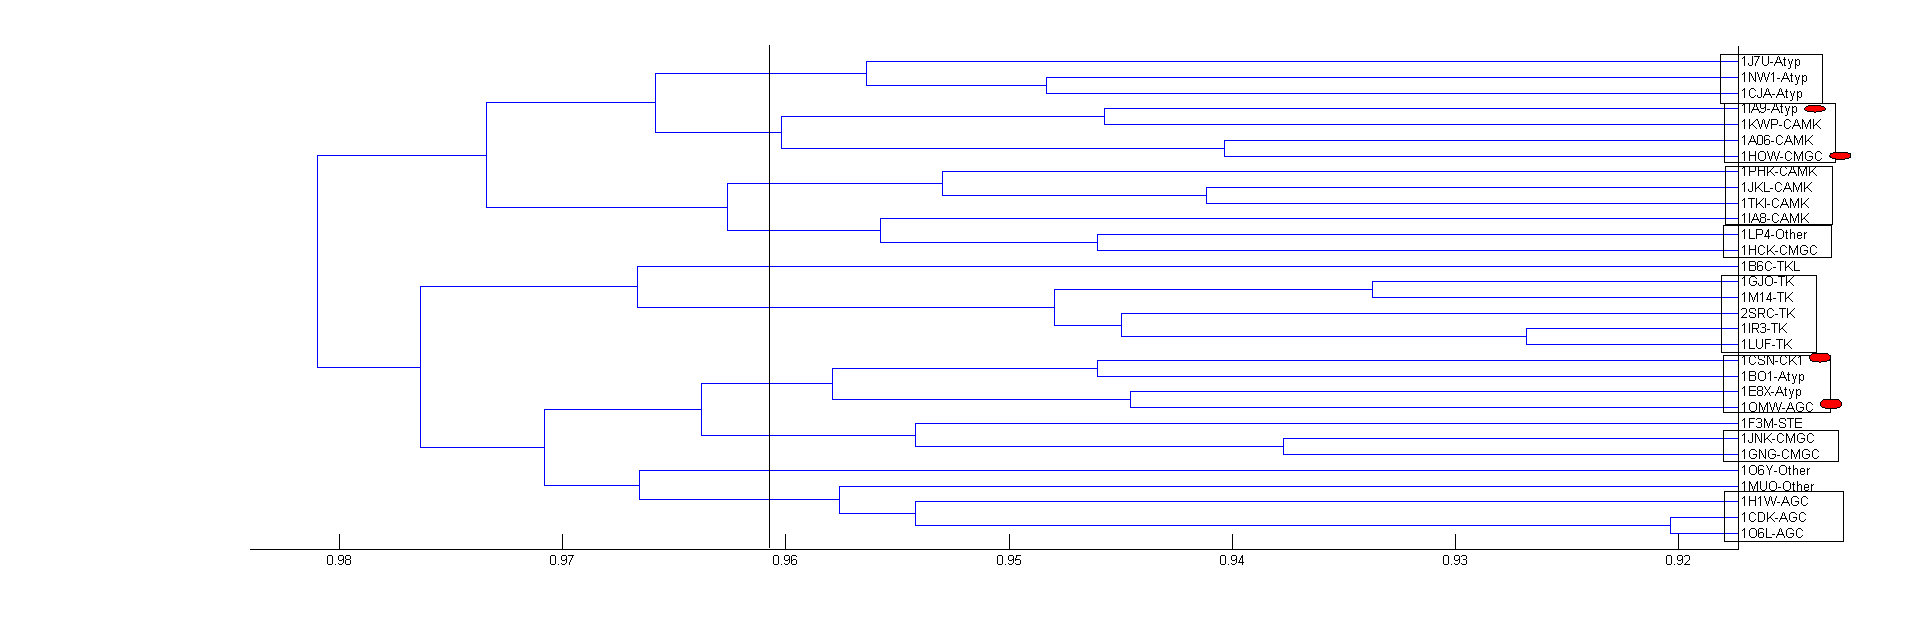 1J7U-Atyp
1NW1-Atyp
1CJA-Atyp
1IA9-Atyp
1KWP-CAMK
1A06-CAMK
1HOW-CMGC
1PHK-CAMK
1JKL-CAMK
1TKI-CAMK
1IA8-CAMK
1LP4-Other
1HCK-CMGC
1B6C-TKL
1GJO-TK
1M14-TK
2SRC-TK
1IR3-TK
1LUF-TK
1CSN-CK1
1BO1-Atyp
1E8X-Atyp
1OMW-AGC
1F3M-STE
1JNK-CMGC
1GNG-CMGC
1O6Y-Other
1MUO-Other
1H1W-AGC
1CDK-AGC
1O6L-AGC
0.98 0.97 0.96 0.95 0.94 0.93 0.92